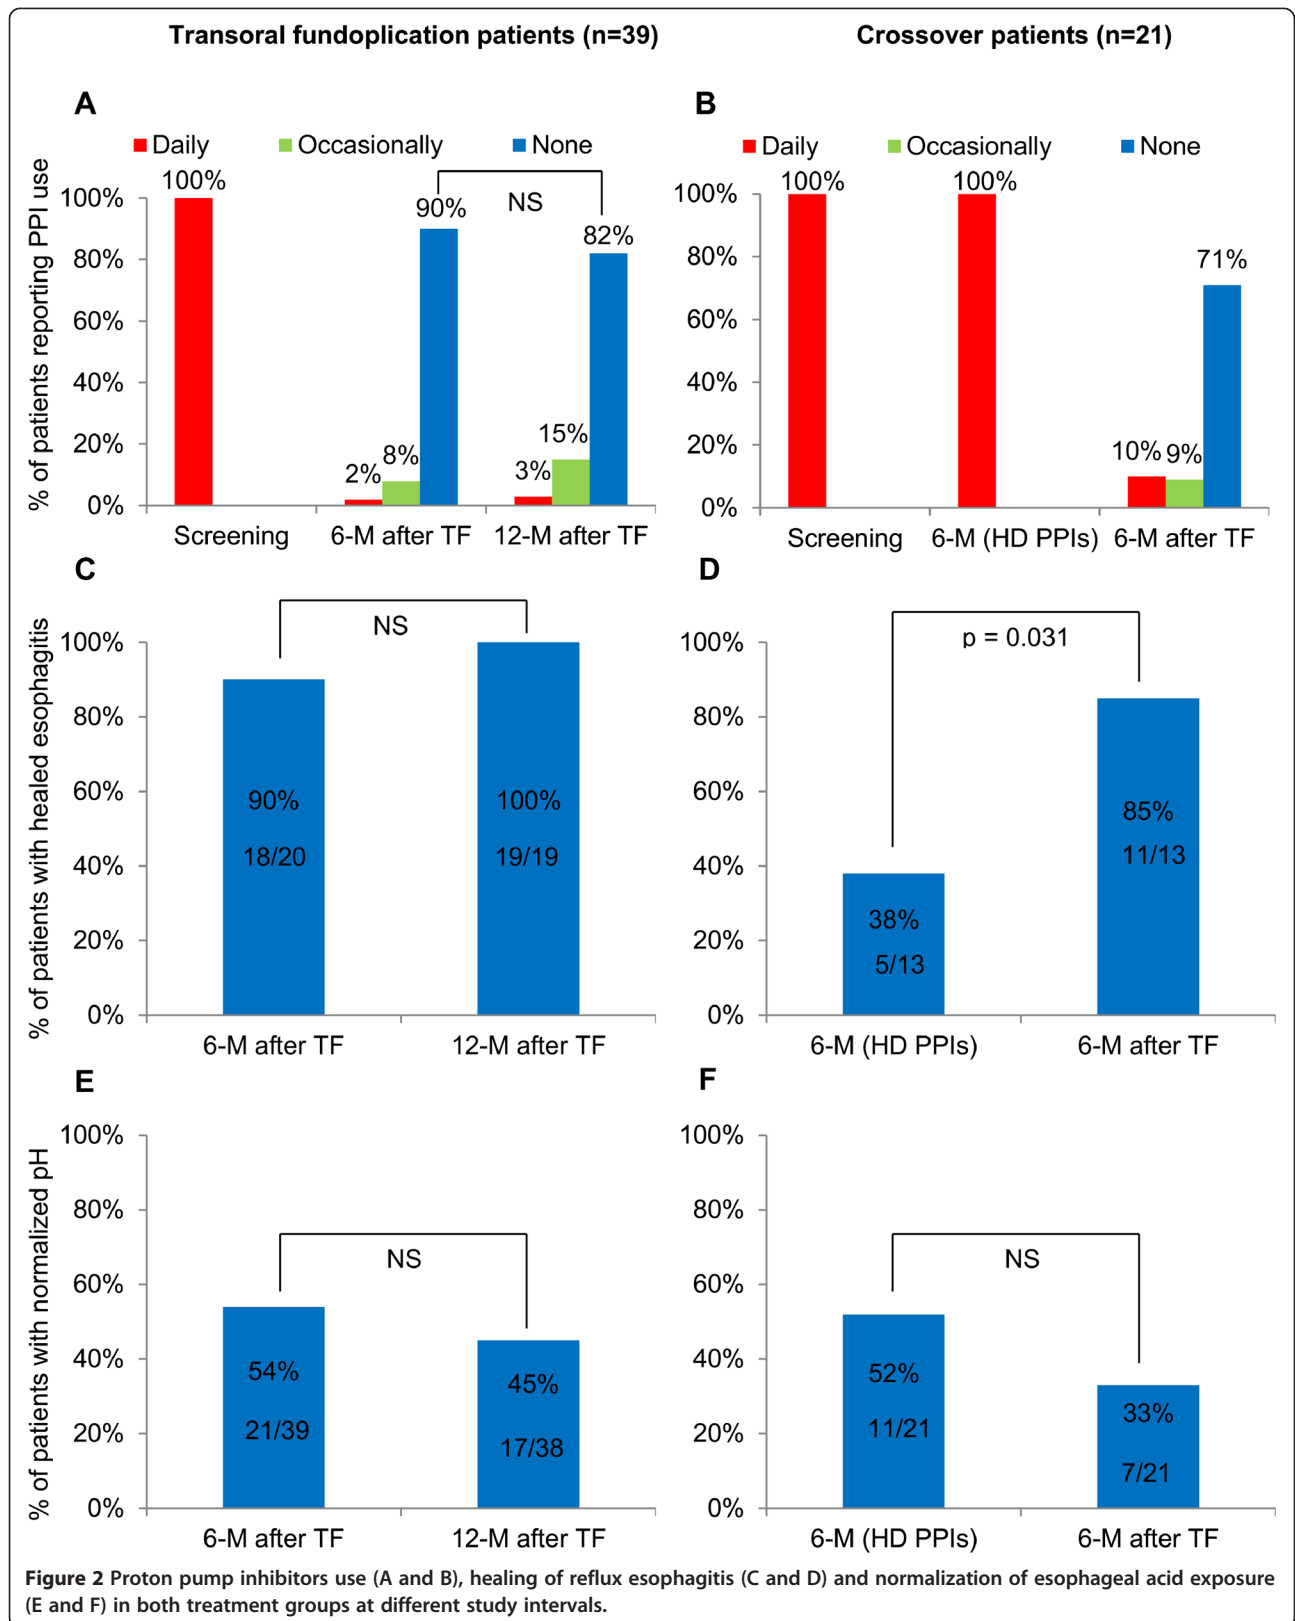 Transoral fundoplication patients (n=39)
Crossover patients (n=21)
A
Daily Occasionally None
% of patients reporting PPI use
100%
80%
60%
40%
20%
0%
100%
2%
8%
90%
NS
3%
15%
82%
Screening 6-M after TF 12-M after TF
B
Daily Occasionally None
100%
80%
60%
40%
20%
0%
100%
100%
10%
9%
71%
Screening 6-M (HD PPIs) 6-M after TF
C
% of patients with healed esophagitis
100%
80%
60%
40%
20%
0%
NS
90%
18/20
100%
19/19
6-M after TF 12-M after TF
D
100%
80%
60%
40%
20%
0%
p = 0.031
38%
5/13
85%
11/13
6-M (HD PPIs) 6-M after TF
E
% of patients with normalized pH
100%
80%
60%
40%
20%
0%
NS
54%
21/39
45%
17/38
6-M after TF 12-M after TF
F
100%
80%
60%
40%
20%
0%
NS
52%
11/21
33%
7/21
6-M (HD PPIs) 6-M after TF
Figure 2 Proton pump inhibitors use (A and B), healing of reflux esophagitis (C and D) and normalization of esophageal acid exposure
(E and F) in both treatment groups at different study intervals.